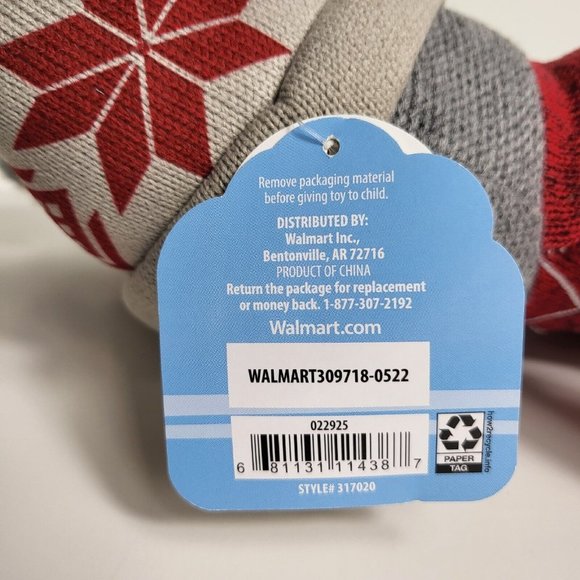 Remove packaging material
before giving toy to child.
DISTRIBUTED BY:
Walmart Inc.,
Bentonville, AR 72716
PRODUCT OF CHINA
Return the package for replacement
or money back. 1-877-307-2192
Walmart.com
WALMART309718-0522
022925
6 81131 11438 7
STYLE# 317020
PAPER
TAG
how2recycle.info